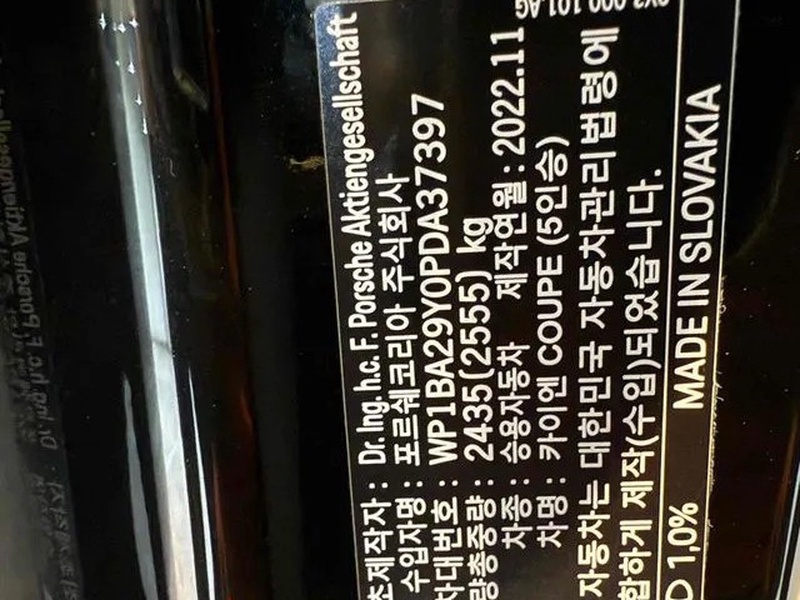 초제작자 : Dr. Ing. h.c. F. Porsche Aktiengesellschaft
수입자명 : 포르쉐코리아 주식회사
차대번호 : WP1BA29Y0PDA37397
량총중량 : 2435(2555) kg
차종 : 승용자동차 제작연월 : 2022.11
차명 : 카이엔 COUPE (5인승)
자동차는 대한민국 자동차관리법령에
합하게 제작(수입)되었습니다.
D 1,0% MADE IN SLOVAKIA